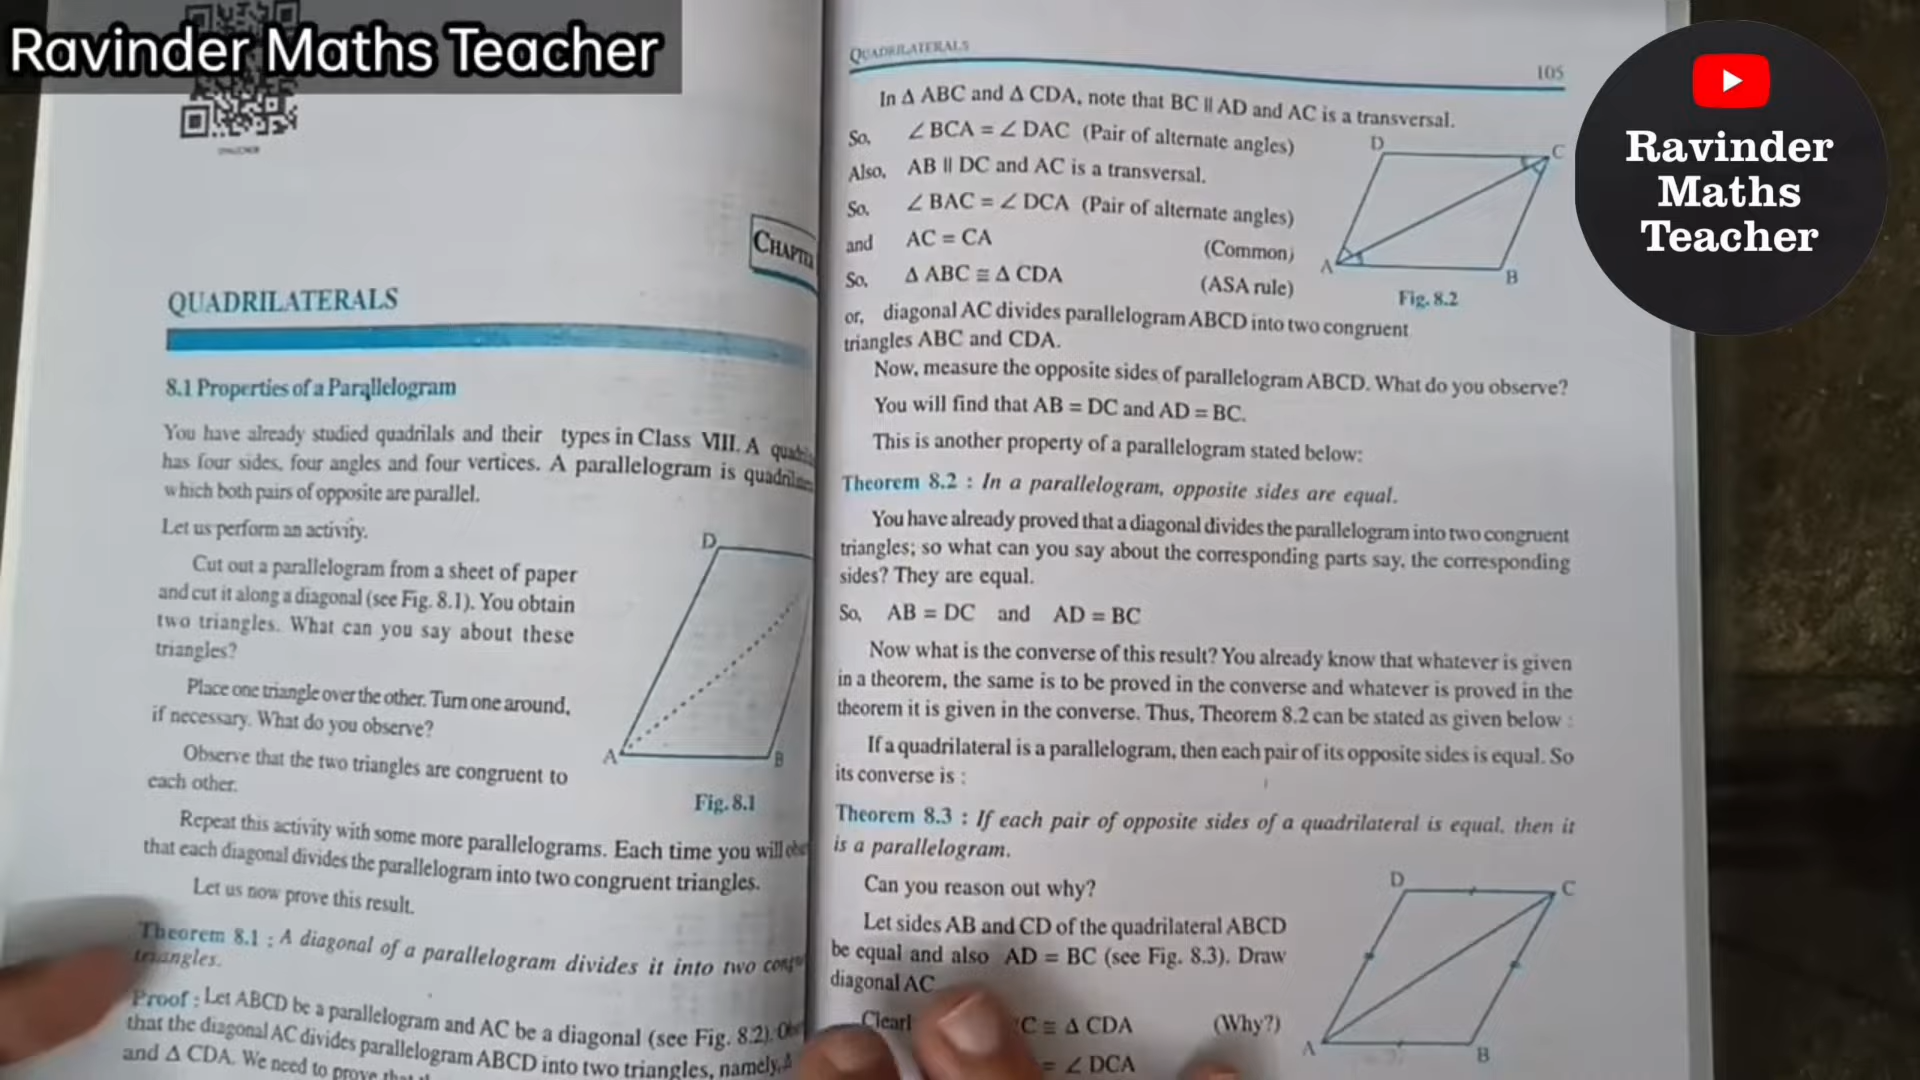 Ravinder Maths Teacher
CHAPTE
QUADRILATERALS
8.1 Properties of a Parallelogram
You have already studied quadrilals and their types in Class VIII. A
has four sides, four angles and four vertices. A parallelogram is
which both pairs of opposite are parallel.
Let us perform an activity.
Cut out a parallelogram from a sheet of paper
and cut it along a diagonal (see Fig. 8.1). You obtain
two triangles. What can you say about these
triangles?
Place one triangle over the other. Turn one around,
if necessary. What do you observe?
Observe that the two triangles are congruent to
each other.
D
A
B
Fig. 8.1
Repeat this activity with some more parallelograms. Each time you will
that each diagonal divides the parallelogram into two congruent triangles.
Let us now prove this result.
Theorem 8.1 : A diagonal of a parallelogram divides it into two
triangles.
Proof : Let ABCD be a parallelogram and AC be a diagonal (see Fig. 8.2).
that the diagonal AC divides parallelogram ABCD into two triangles, namely,
and Δ CDA. We need to prove
QUADRILATERALS
105
In Δ ABC and Δ CDA, note that BC || AD and AC is a transversal.
So, ∠ BCA = ∠ DAC (Pair of alternate angles)
Also, AB || DC and AC is a transversal.
So, ∠ BAC = ∠ DCA (Pair of alternate angles)
and AC = CA (Common)
So, Δ ABC ≅ Δ CDA (ASA rule)
D
C
A
B
Fig. 8.2
or, diagonal AC divides parallelogram ABCD into two congruent
triangles ABC and CDA.
Now, measure the opposite sides of parallelogram ABCD. What do you observe?
You will find that AB = DC and AD = BC.
This is another property of a parallelogram stated below:
Theorem 8.2 : In a parallelogram, opposite sides are equal.
You have already proved that a diagonal divides the parallelogram into two congruent
triangles; so what can you say about the corresponding parts say, the corresponding
sides? They are equal.
So, AB = DC and AD = BC
Now what is the converse of this result? You already know that whatever is given
in a theorem, the same is to be proved in the converse and whatever is proved in the
theorem it is given in the converse. Thus, Theorem 8.2 can be stated as given below :
If a quadrilateral is a parallelogram, then each pair of its opposite sides is equal. So
its converse is :
Theorem 8.3 : If each pair of opposite sides of a quadrilateral is equal, then it
is a parallelogram.
Can you reason out why?
Let sides AB and CD of the quadrilateral ABCD
be equal and also AD = BC (see Fig. 8.3). Draw
diagonal AC
Clearl C ≅ Δ CDA (Why?)
= ∠ DCA
D
C
A
B
Ravinder
Maths
Teacher